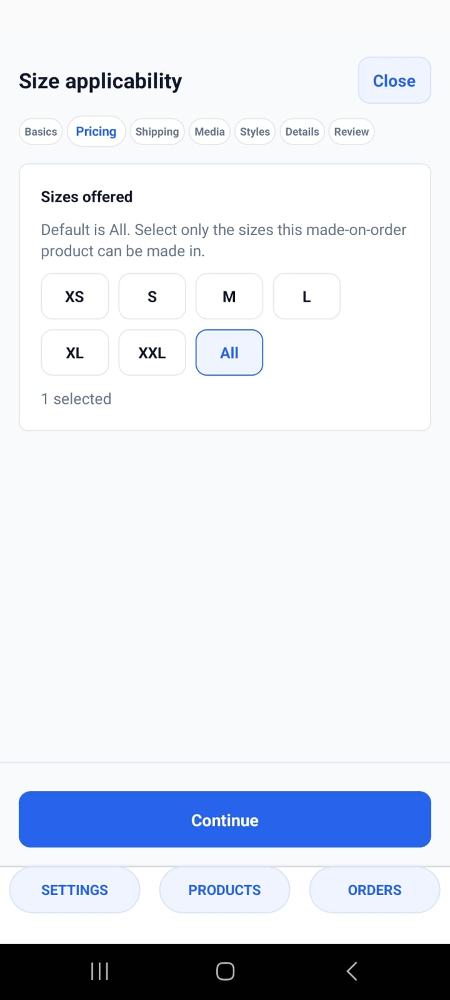 Size applicability
Close
Basics
Pricing
Shipping
Media
Styles
Details
Review
Sizes offered
Default is All. Select only the sizes this made-on-order
product can be made in.
XS
S
M
L
XL
XXL
All
1 selected
Continue
SETTINGS
PRODUCTS
ORDERS